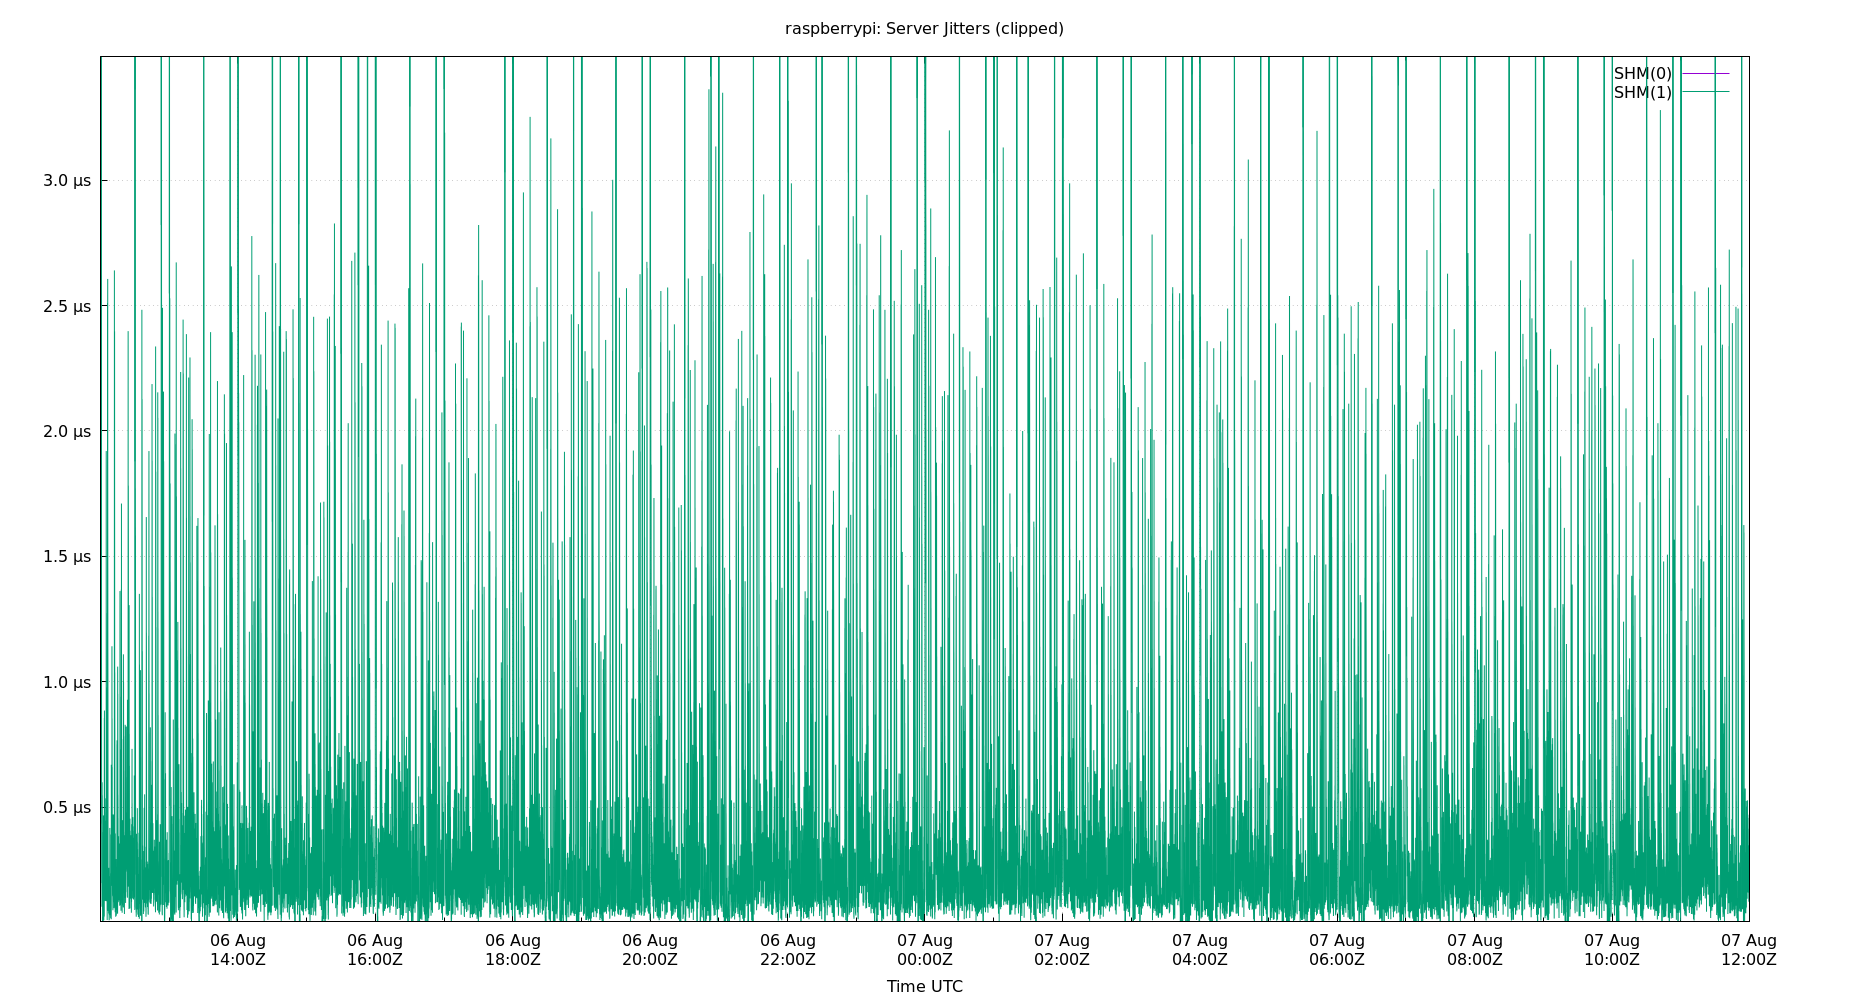 raspberrypi: Server Jitters (clipped)
SHM(0)
SHM(1)
3.0 µs
2.5 µs
2.0 µs
1.5 µs
1.0 µs
0.5 µs
06 Aug 06 Aug 06 Aug 06 Aug 06 Aug 07 Aug 07 Aug 07 Aug 07 Aug 07 Aug 07 Aug 07 Aug
14:00Z 16:00Z 18:00Z 20:00Z 22:00Z 00:00Z 02:00Z 04:00Z 06:00Z 08:00Z 10:00Z 12:00Z
Time UTC